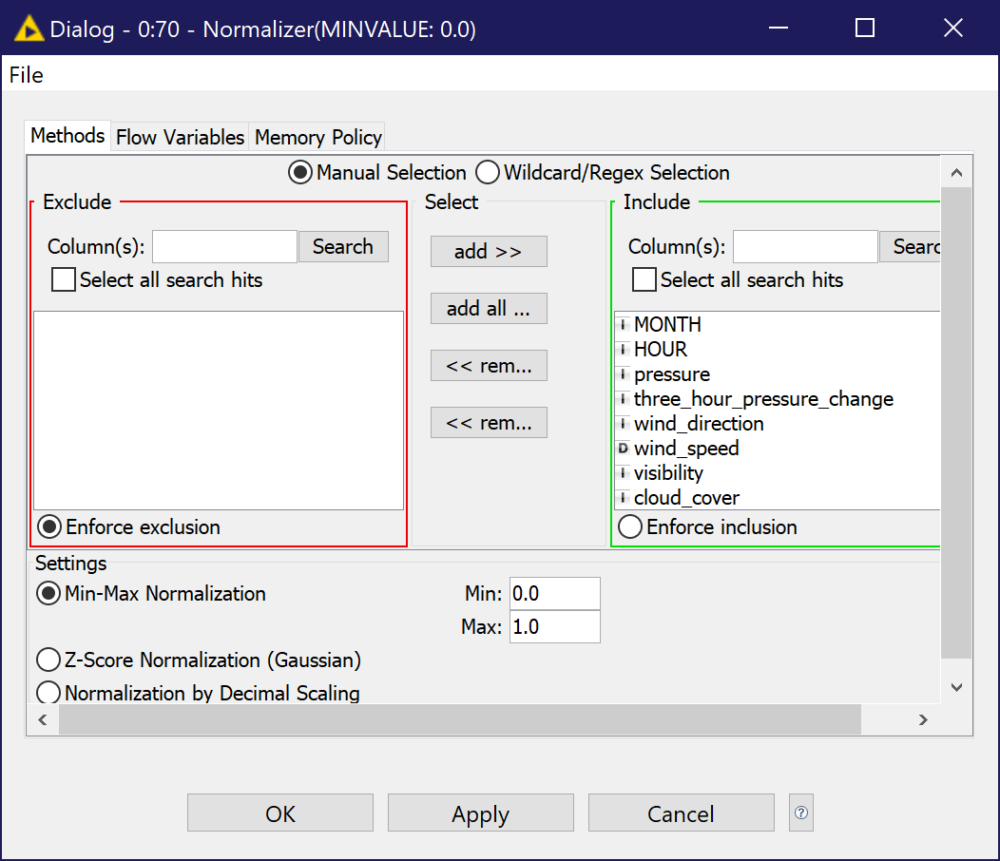 Dialog - 0:70 - Normalizer(MINVALUE: 0.0)
File
Methods Flow Variables Memory Policy
Manual Selection Wildcard/Regex Selection
Exclude
Column(s): Search
Select all search hits
Enforce exclusion
Select
add >>
add all ...
<< rem...
<< rem...
Include
Column(s): Searc
Select all search hits
I MONTH
I HOUR
I pressure
I three_hour_pressure_change
I wind_direction
D wind_speed
I visibility
I cloud_cover
Enforce inclusion
Settings
Min-Max Normalization Min: 0.0
Max: 1.0
Z-Score Normalization (Gaussian)
Normalization by Decimal Scaling
OK Apply Cancel ?